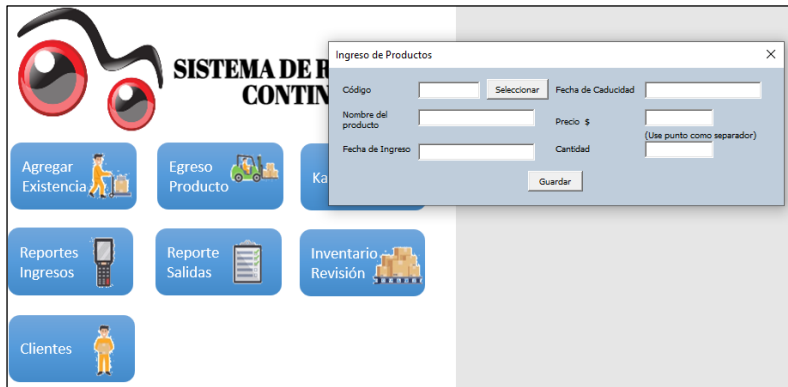 SISTEMA DE R
CONTIN
Ingreso de Productos
Código
Seleccionar
Fecha de Caducidad
Nombre del
producto
Precio $
(Use punto como separador)
Fecha de Ingreso
Cantidad
Guardar
Agregar
Existencia
Egreso
Producto
Ka
Reportes
Ingresos
Reporte
Salidas
Inventario
Revisión
Clientes